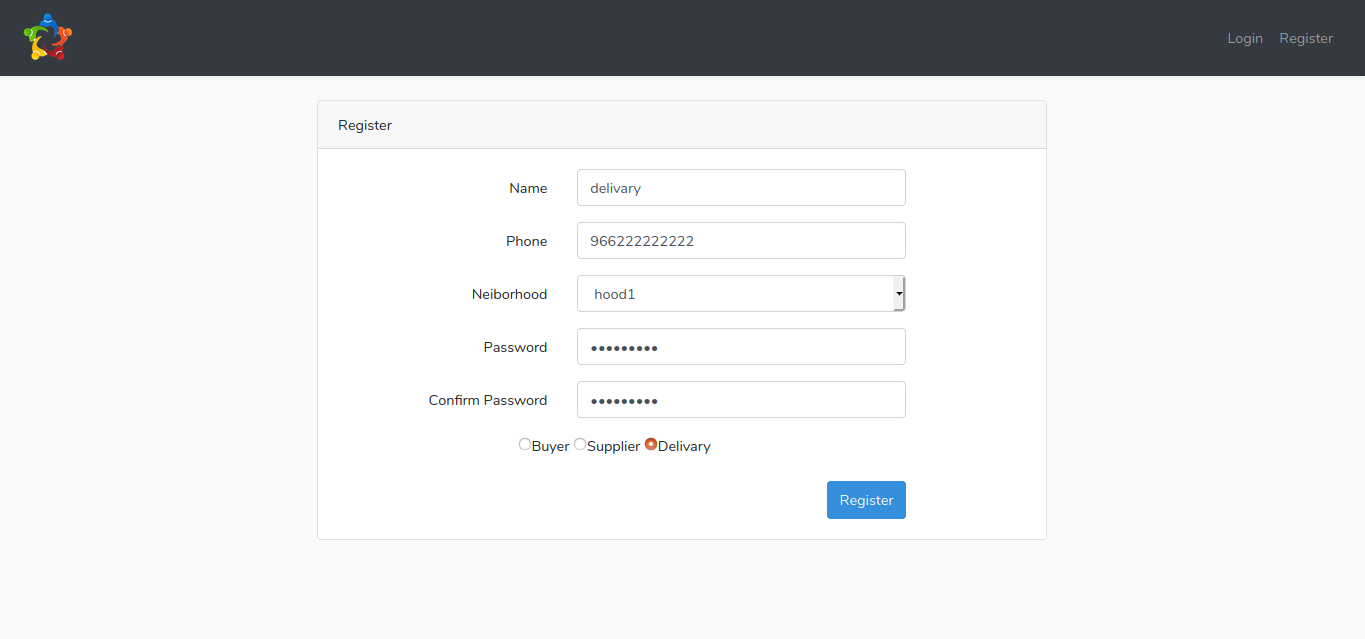 Login Register
Register
Name delivary
Phone 966222222222
Neiborhood hood1
Password •••••••••
Confirm Password •••••••••
Buyer Supplier Delivary
Register